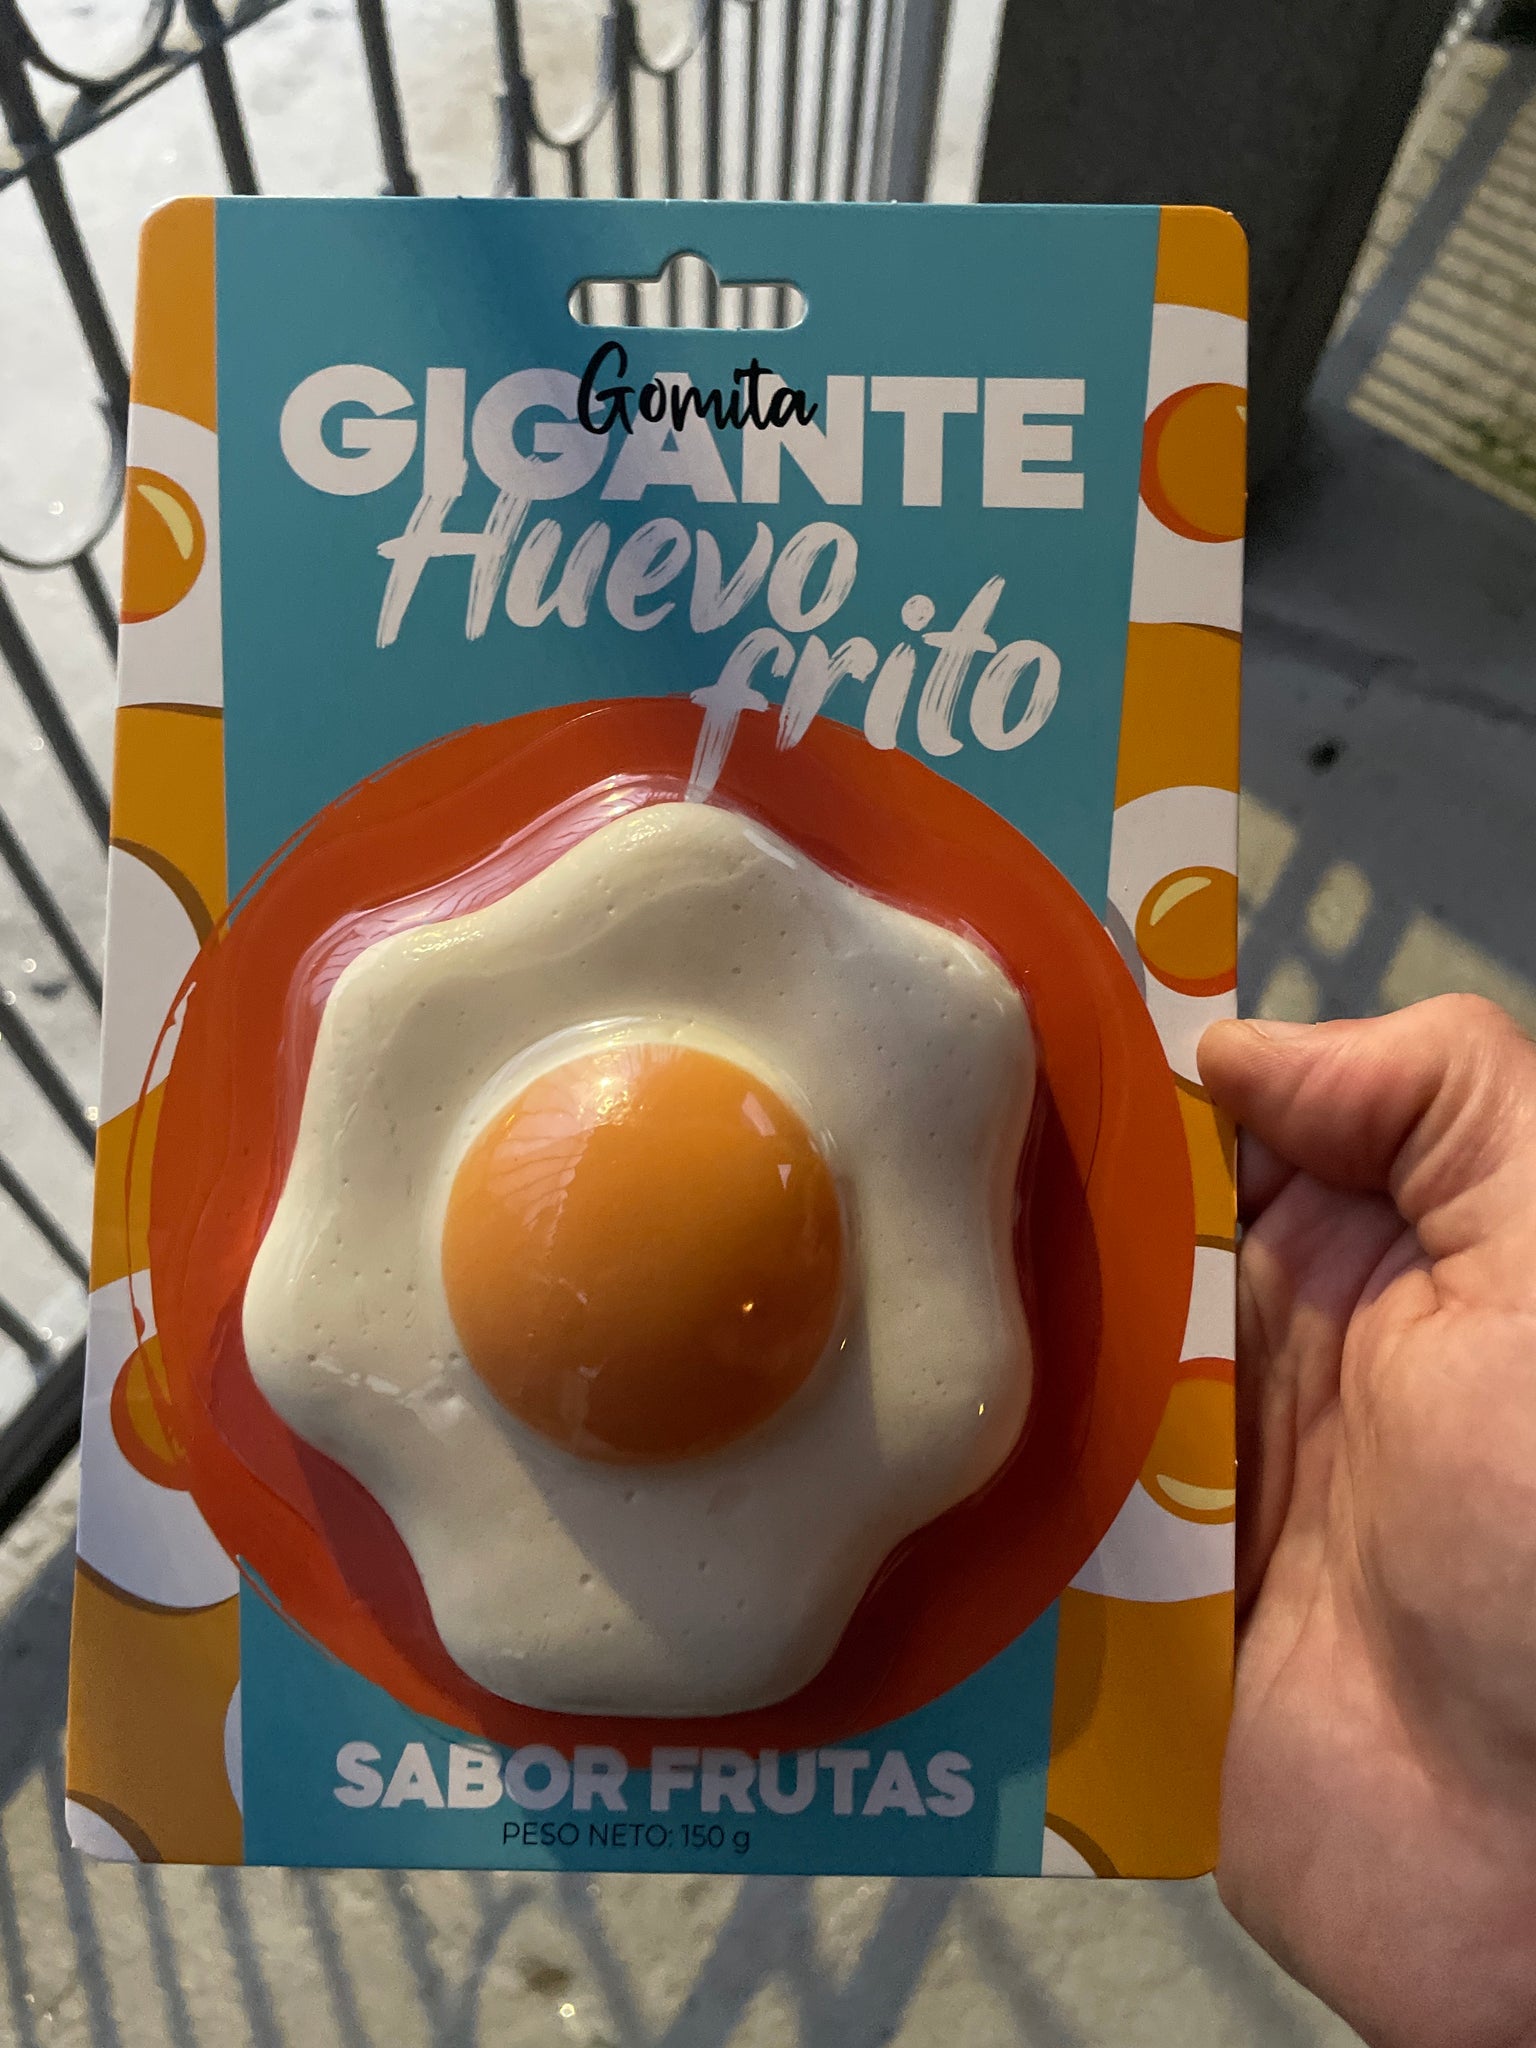 Gomita
GIGANTE
Huevo
frito
SABOR FRUTAS
PESO NETO: 150 g